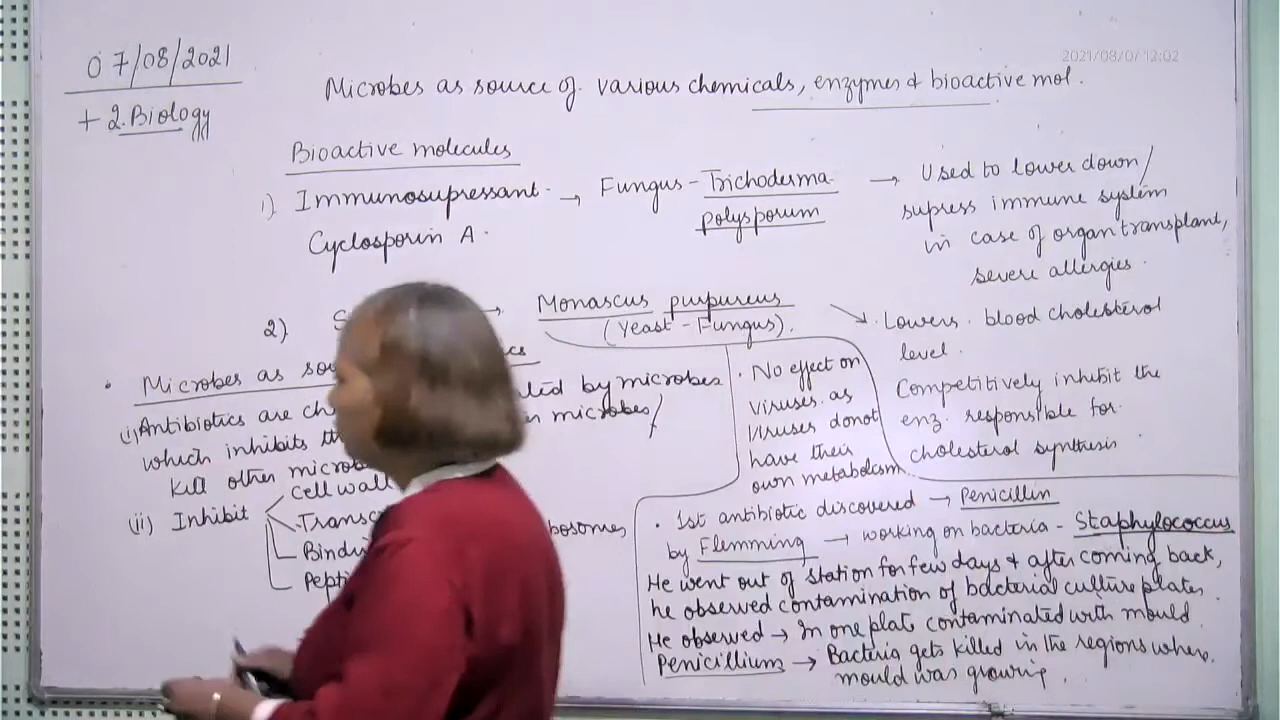 07/08/2021
+2.Biology
2021/08/07 12:02
Microbes as source of various chemicals, enzymes & bioactive mol.
Bioactive molecules
1) Immunosupressant. → Fungus - Trichoderma → Used to lower down/
Cyclosporin A. polysporum supress immune system
in case of organ transplant,
severe allergies.
2) → Monascus purpureus
(Yeast - Fungus).
Lowers blood cholesterol
level.
Competitively inhibit the
enz. responsible for
cholesterol synthesis
• Microbes as
(i) Antibiotics are by microbes
which inhibits microbes/
kill other
(ii) Inhibit
Cell wall
• No effect on
viruses as
viruses donot
have their
own metabolism.
• 1st antibiotic discovered → Penicillin
by Flemming → working on bacteria - Staphylococcus
He went out of station for few days & after coming back,
he observed contamination of bacterial culture plates.
He observed → In one plat contaminated with mould
Penicillium → Bacteria gets killed in the regions where
mould was growing.